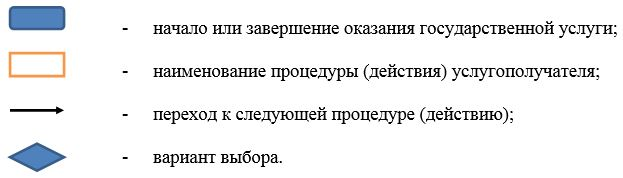 - начало или завершение оказания государственной услуги;
- наименование процедуры (действия) услугополучателя;
- переход к следующей процедуре (действию);
- вариант выбора.